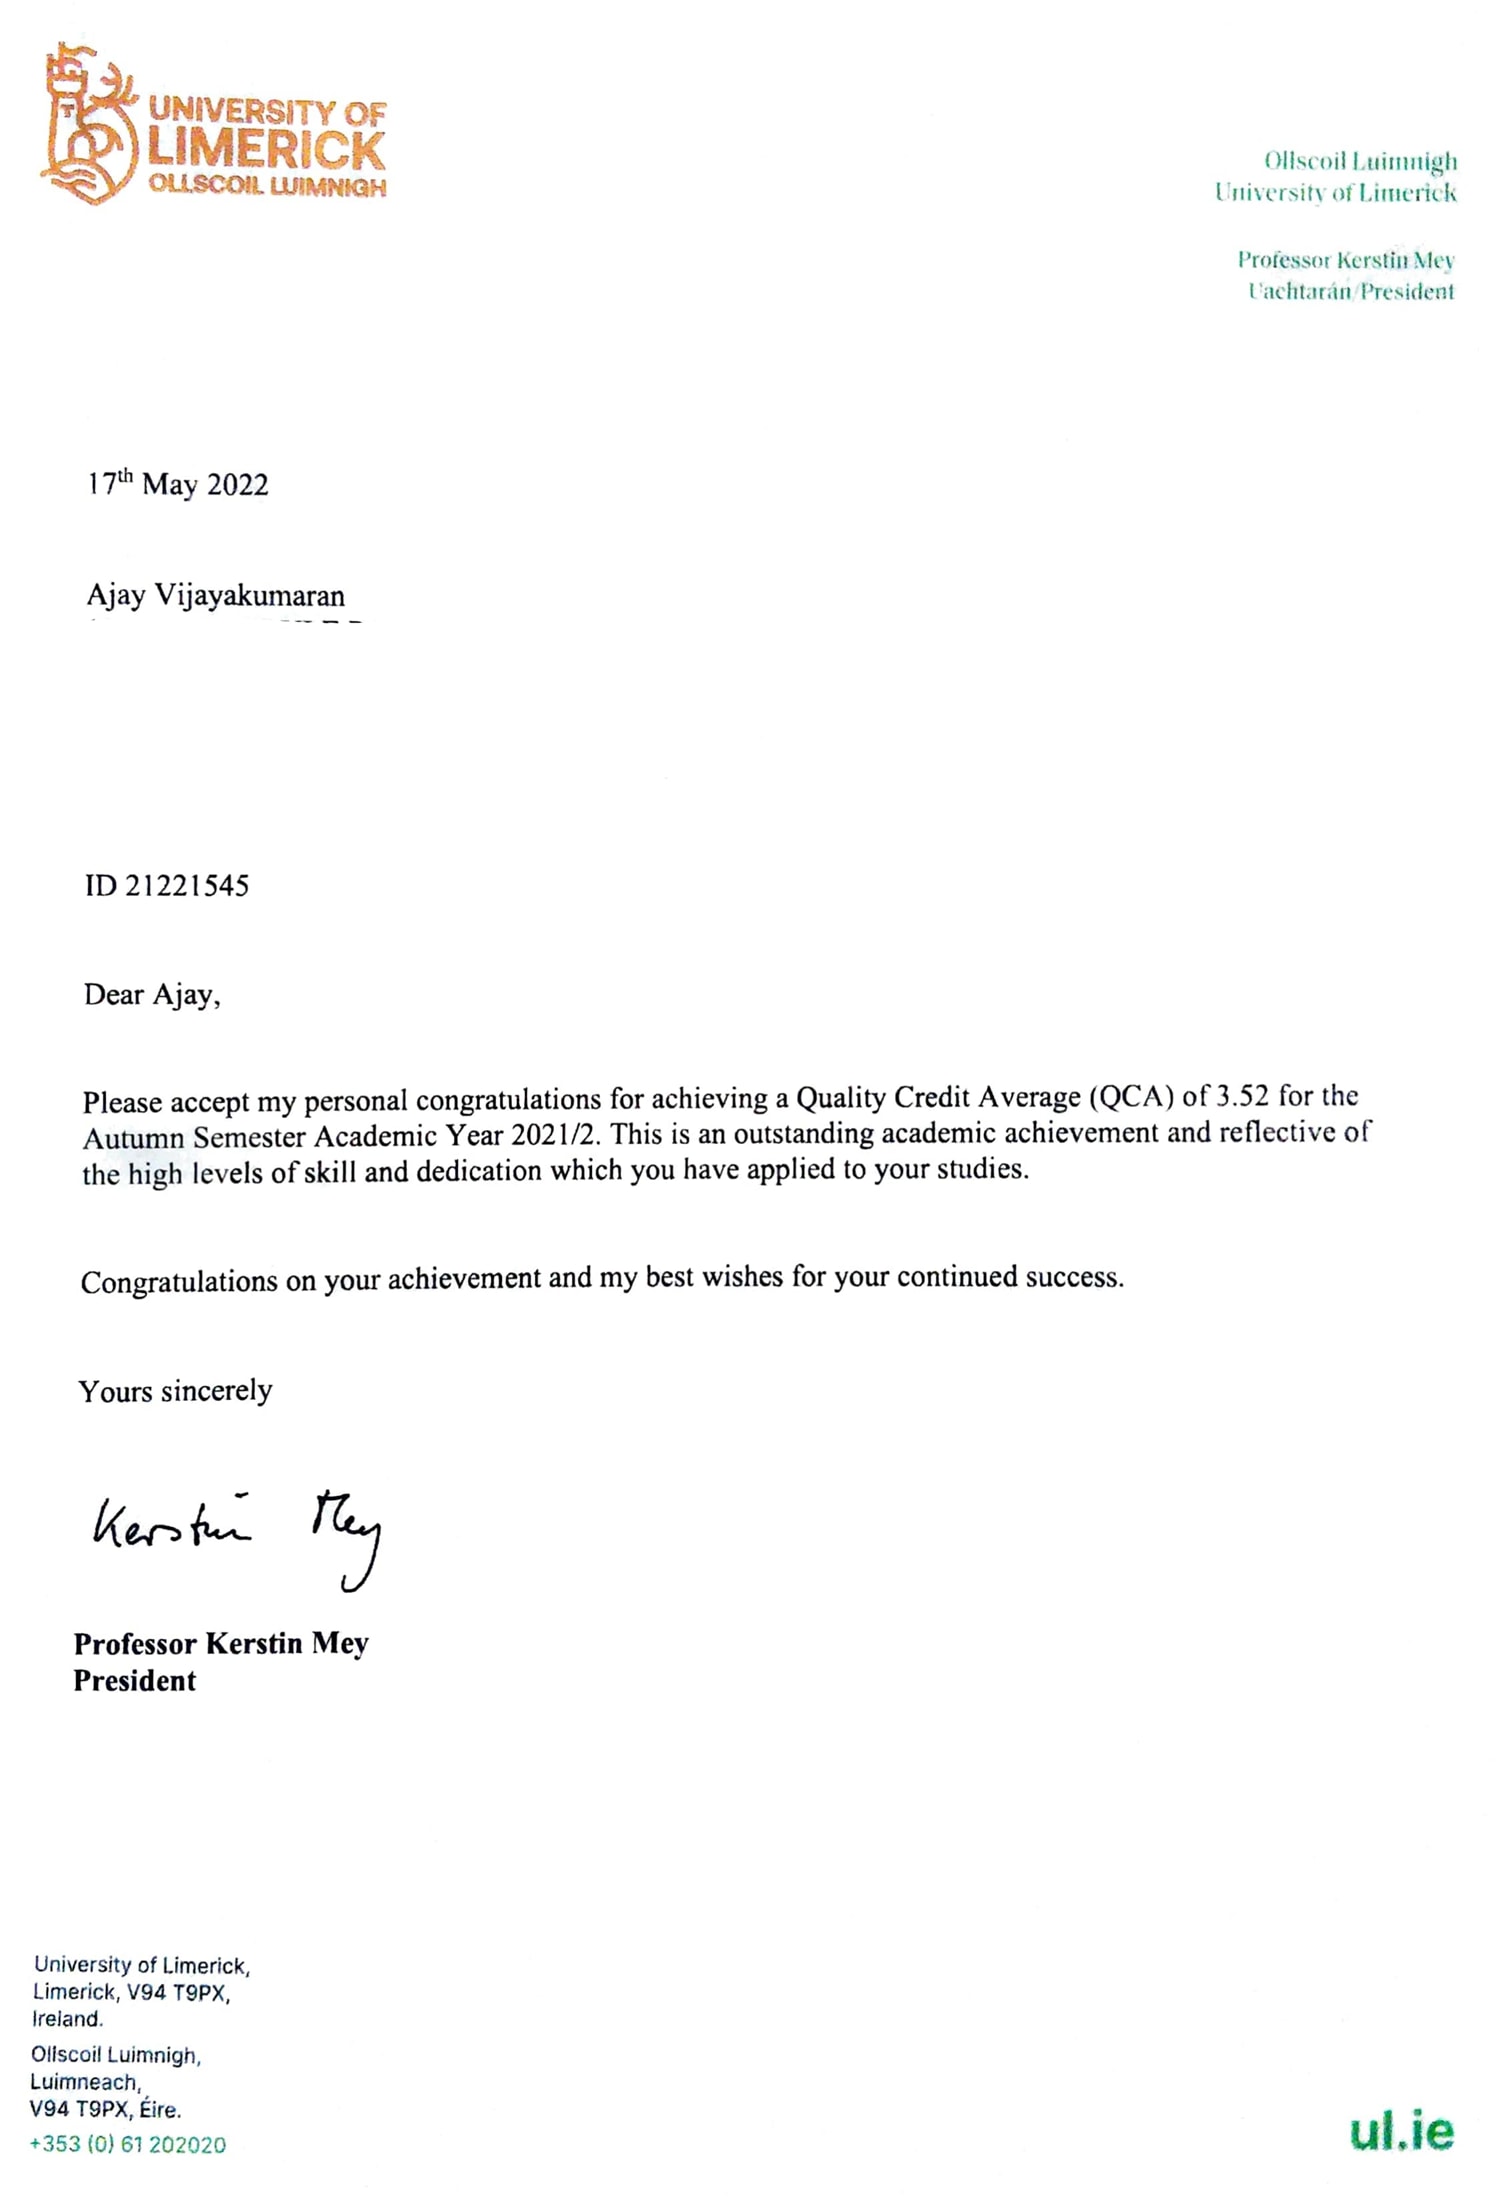 UNIVERSITY OF
LIMERICK
OLLSCOIL LUIMNIGH
Ollscoil Luimnigh
University of Limerick
Professor Kerstin Mey
Uachtarán/President
17th May 2022
Ajay Vijayakumaran
ID 21221545
Dear Ajay,
Please accept my personal congratulations for achieving a Quality Credit Average (QCA) of 3.52 for the
Autumn Semester Academic Year 2021/2. This is an outstanding academic achievement and reflective of
the high levels of skill and dedication which you have applied to your studies.
Congratulations on your achievement and my best wishes for your continued success.
Yours sincerely
Kerstin Mey
Professor Kerstin Mey
President
University of Limerick,
Limerick, V94 T9PX,
Ireland.
Ollscoil Luimnigh,
Luimneach,
V94 T9PX, Éire.
+353 (0) 61 202020
ul.ie